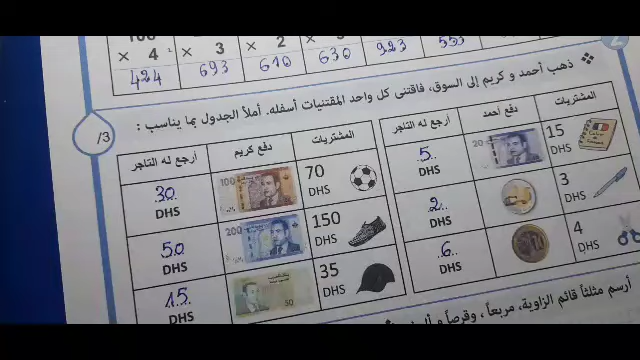 × 4 × 3 × 2
424 693 610 630 923 553
❖ ذهب أحمد و كريم إلى السوق، فاقتنى كل واحد المقتنيات أسفله. أملأ الجدول بما يناسب :
/3
المشتريات دفع أحمد أرجع له التاجر
15 DHS 20 5
3 DHS 2 DHS
4 DHS 6 DHS
المشتريات دفع كريم أرجع له التاجر
70 DHS 100 30 DHS
150 DHS 200 50 DHS
35 DHS 50 15 DHS
أرسم مثلثاً قائم الزاوية، مربعاً ، وقرصاً و